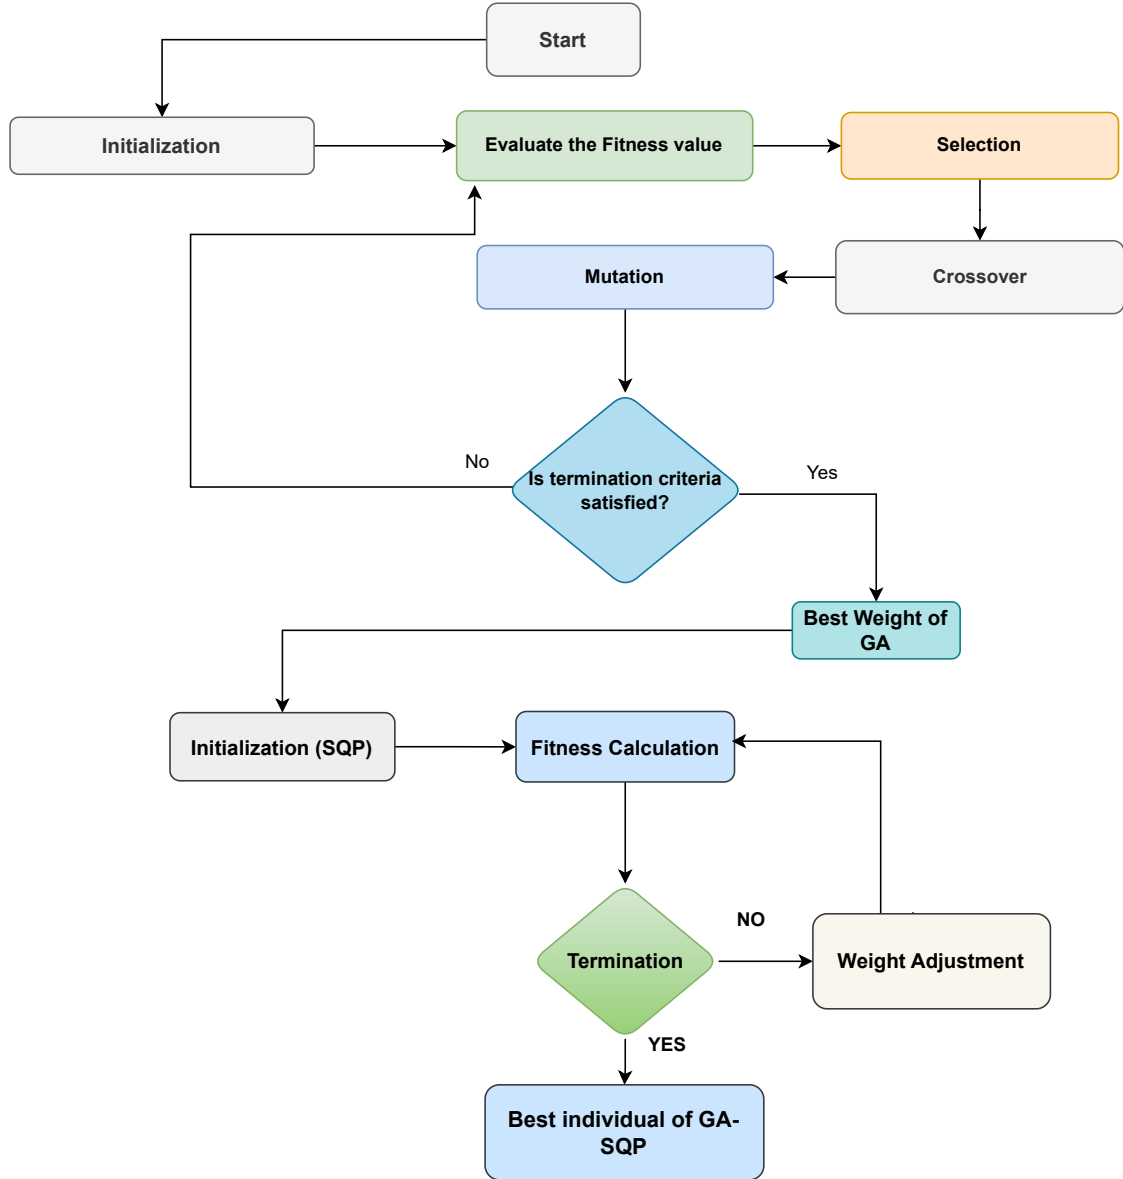 Start
Initialization
Evaluate the Fitness value
Selection
Mutation
Crossover
No
Is termination criteria
satisfied?
Yes
Best Weight of
GA
Initialization (SQP)
Fitness Calculation
NO
Termination
Weight Adjustment
YES
Best individual of GA-
SQP